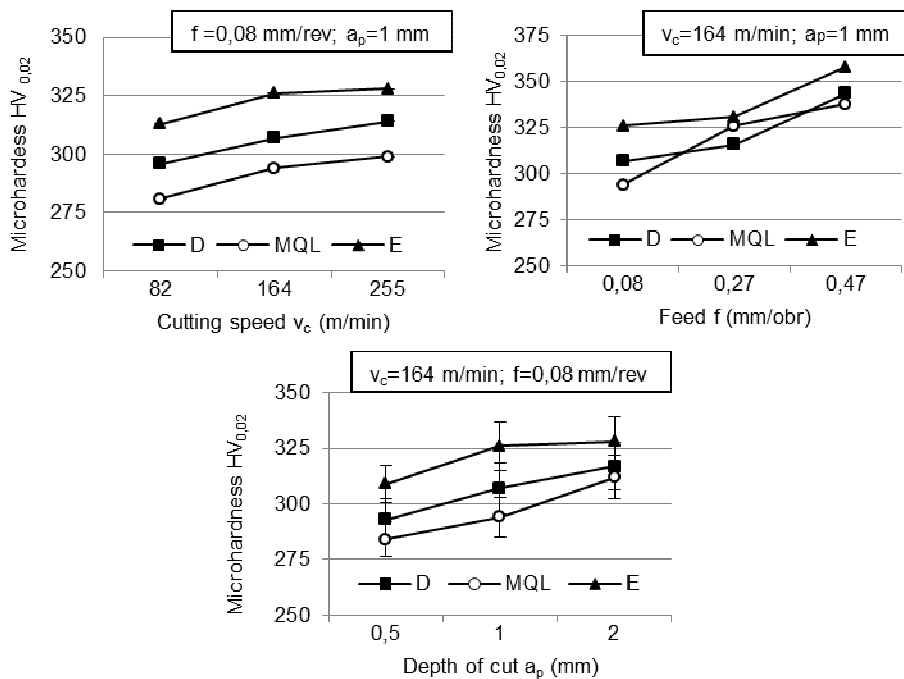 f =0,08 mm/rev; ap=1 mm
Microhardess HV0,02
350
325
300
275
250
D MQL E
82 164 255
Cutting speed vc (m/min)
vc=164 m/min; aP=1 mm
Microhardness HV0,02
375
350
325
300
275
250
D MQL E
0,08 0,27 0,47
Feed f (mm/obr)
vc=164 m/min; f=0,08 mm/rev
Microhardness HV0,02
350
325
300
275
250
D MQL E
0,5 1 2
Depth of cut ap (mm)